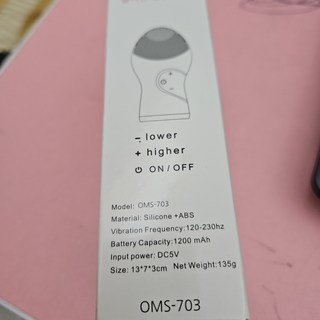 – lower
+ higher
⏻ ON/OFF
Model: OMS-703
Material: Silicone +ABS
Vibration Frequency:120-230hz
Battery Capacity:1200 mAh
Input power: DC5V
Size: 13*7*3cm Net Weight:135g
OMS-703